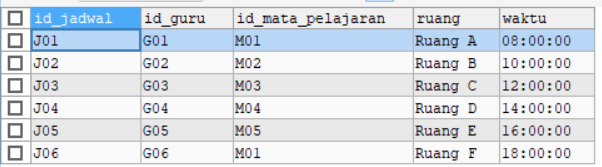 id_jadwal id_guru id_mata_pelajaran ruang waktu
J01 G01 M01 Ruang A 08:00:00
J02 G02 M02 Ruang B 10:00:00
J03 G03 M03 Ruang C 12:00:00
J04 G04 M04 Ruang D 14:00:00
J05 G05 M05 Ruang E 16:00:00
J06 G06 M01 Ruang F 18:00:00